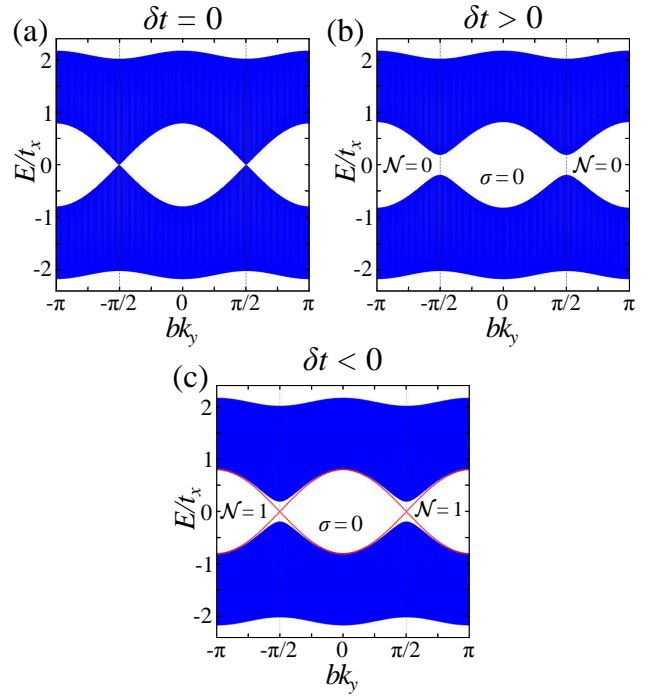 (a) δt = 0
(b) δt > 0
E/t_x
2
1
0
-1
-2
-π -π/2 0 π/2 π
bk_y
E/t_x
2
1
0
-1
-2
𝒩=0 σ=0 𝒩=0
-π -π/2 0 π/2 π
bk_y
(c) δt < 0
E/t_x
2
1
0
-1
-2
𝒩=1 σ=0 𝒩=1
-π -π/2 0 π/2 π
bk_y